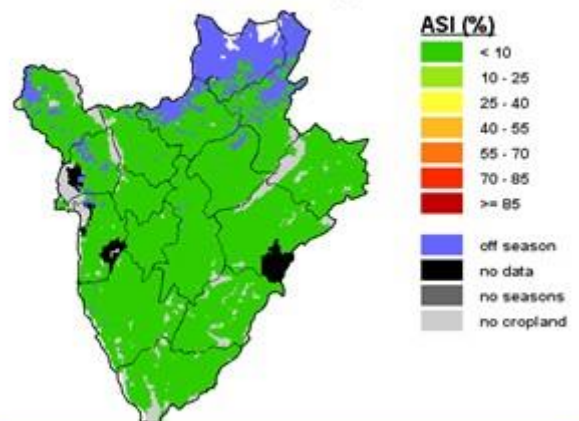 ASI (%)
< 10
10 - 25
25 - 40
40 - 55
55 - 70
70 - 85
>= 85
off season
no data
no seasons
no cropland